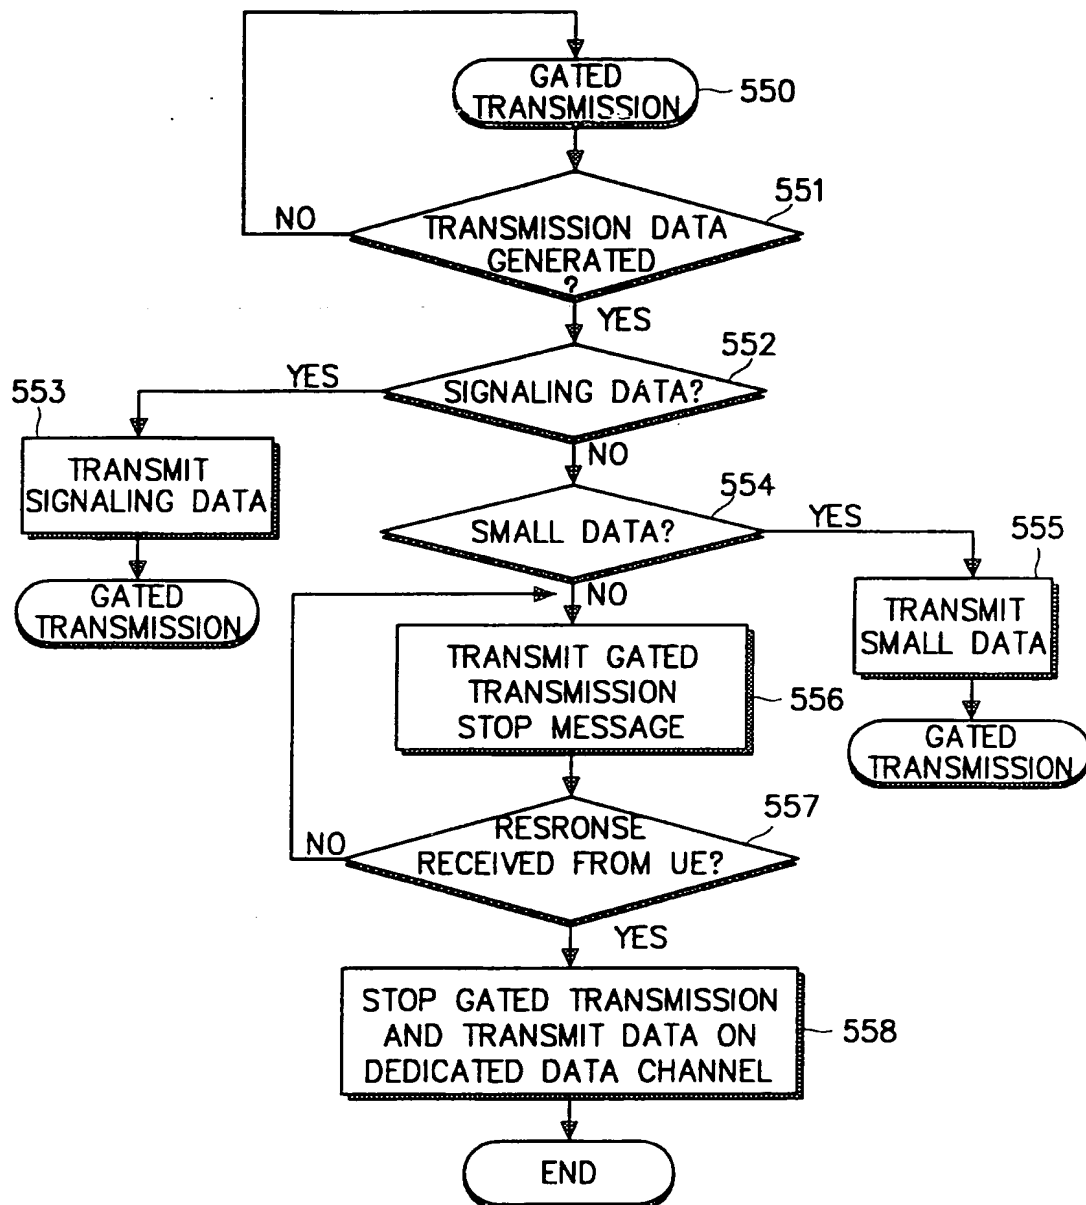 GATED
TRANSMISSION
550
551
NO
TRANSMISSION DATA
GENERATED
?
YES
552
YES
SIGNALING DATA?
553
NO
TRANSMIT
SIGNALING DATA
554
YES
SMALL DATA?
555
NO
GATED
TRANSMISSION
TRANSMIT
SMALL DATA
TRANSMIT GATED
TRANSMISSION
STOP MESSAGE
556
GATED
TRANSMISSION
557
NO
RESRONSE
RECEIVED FROM UE?
YES
STOP GATED TRANSMISSION
AND TRANSMIT DATA ON
DEDICATED DATA CHANNEL
558
END